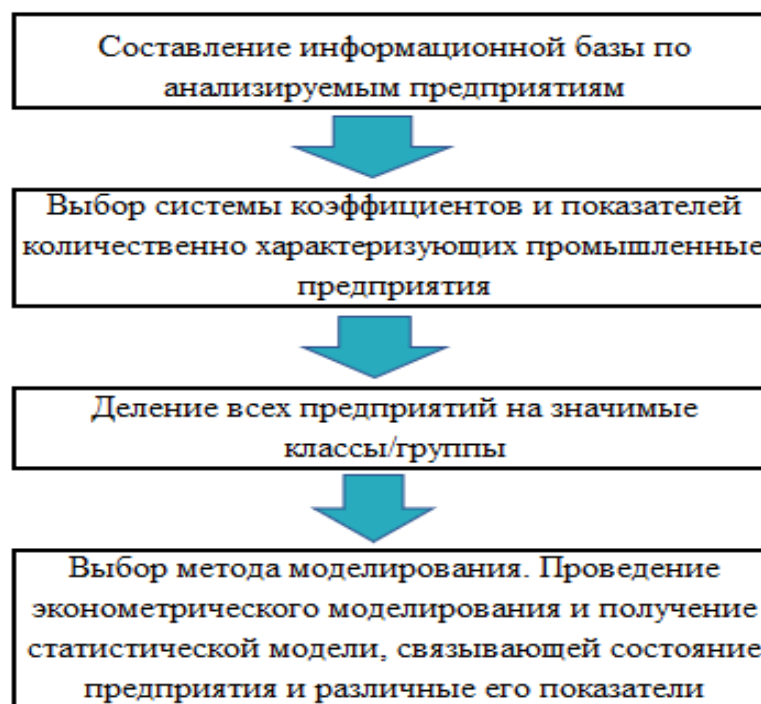 Составление информационной базы по
анализируемым предприятиям
Выбор системы коэффициентов и показателей
количественно характеризующих промышленные
предприятия
Деление всех предприятий на значимые
классы/группы
Выбор метода моделирования. Проведение
эконометрического моделирования и получение
статистической модели, связывающей состояние
предприятия и различные его показатели